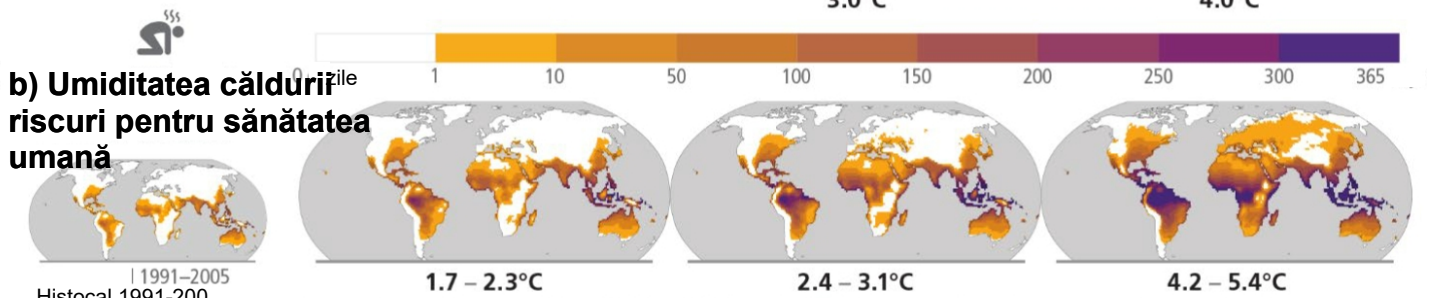 3.0°C 4.0°C
0 zile 1 10 50 100 150 200 250 300 365
b) Umiditatea căldurii
riscuri pentru sănătatea
umană
1991–2005
Histocal 1991-200
1.7 – 2.3°C 2.4 – 3.1°C 4.2 – 5.4°C